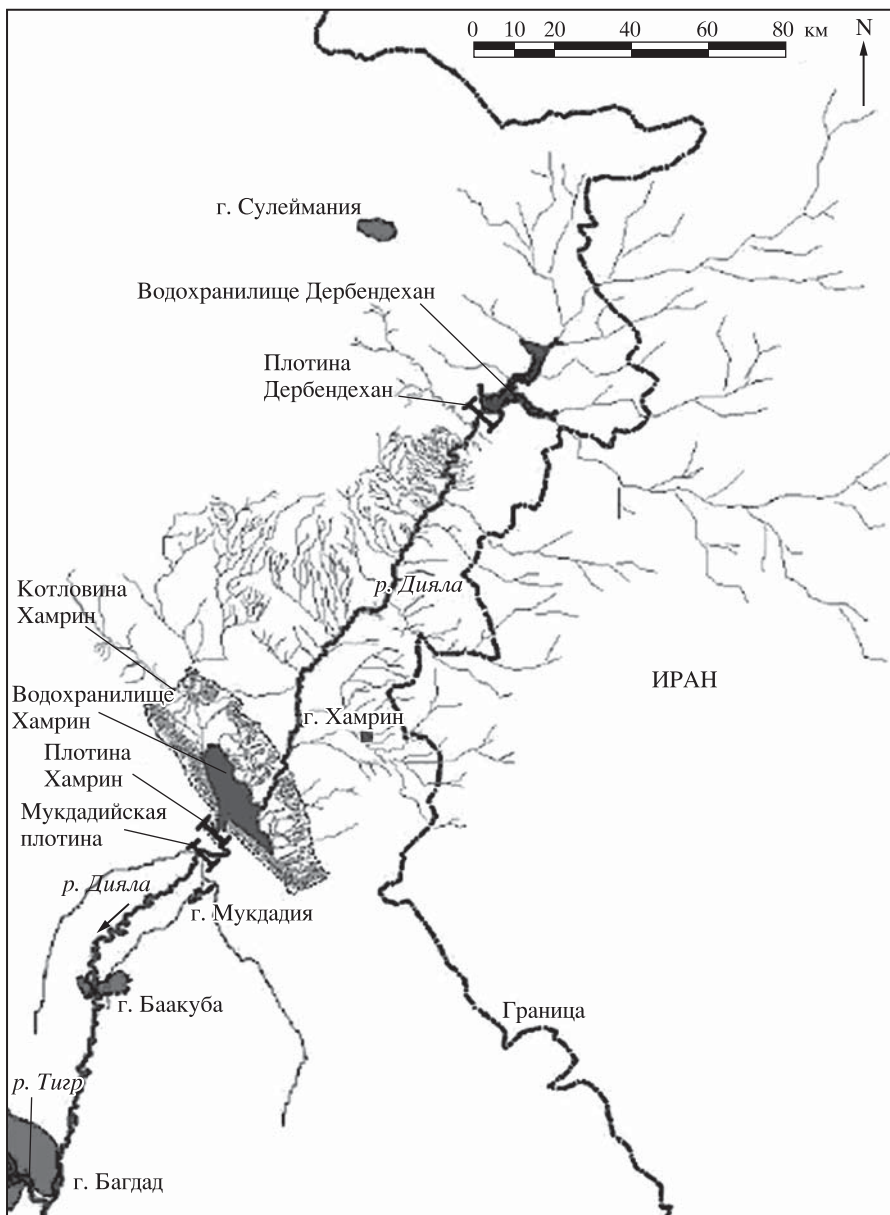 0 10 20 40 60 80 км
N
г. Сулеймания
Водохранилище Дербендехан
Плотина
Дербендехан
р. Дияла
Котловина
Хамрин
ИРАН
Водохранилище
Хамрин
г. Хамрин
Плотина
Хамрин
Мукдадийская
плотина
р. Дияла
г. Мукдадия
г. Баакуба
Граница
р. Тигр
г. Багдад